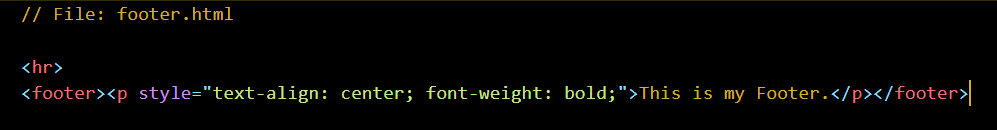 // File: footer.html
<hr>
<footer><p style="text-align: center; font-weight: bold;">This is my Footer.</p></footer>